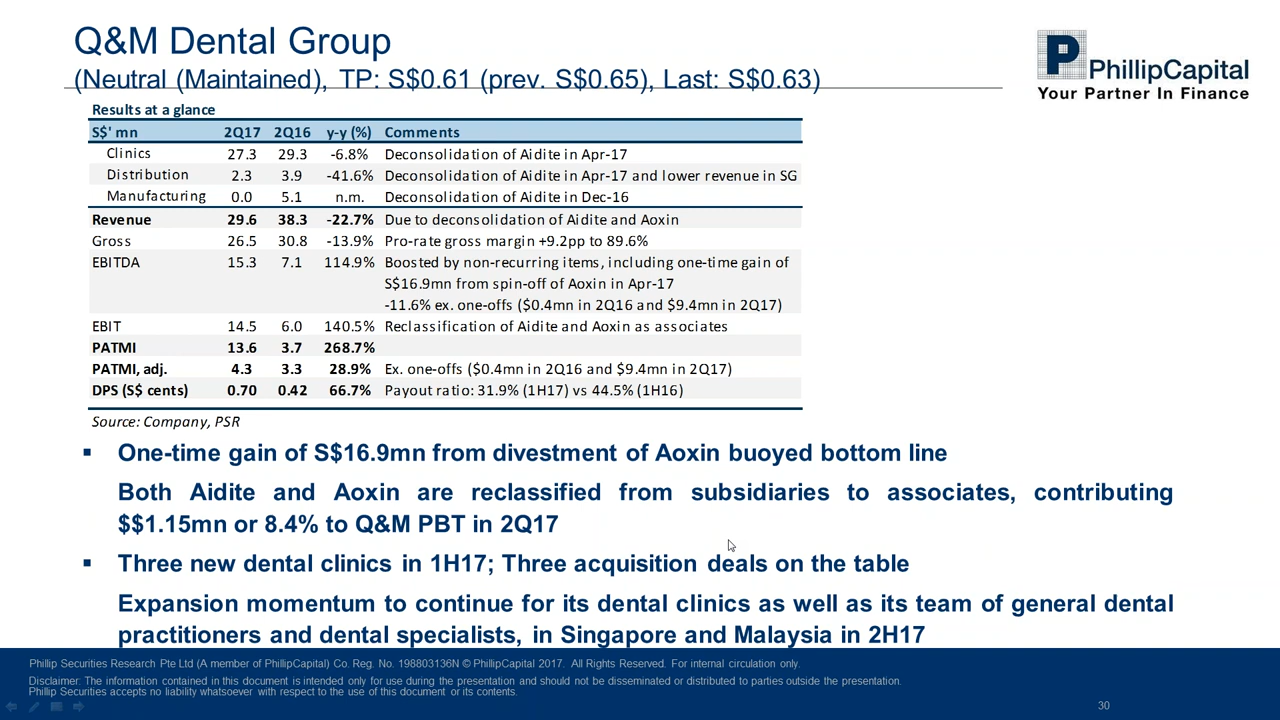 Q&M Dental Group
(Neutral (Maintained), TP: S$0.61 (prev. S$0.65), Last: S$0.63)
PhillipCapital
Your Partner In Finance
Results at a glance
S$' mn 2Q17 2Q16 y-y (%) Comments
Clinics 27.3 29.3 -6.8% Deconsolidation of Aidite in Apr-17
Distribution 2.3 3.9 -41.6% Deconsolidation of Aidite in Apr-17 and lower revenue in SG
Manufacturing 0.0 5.1 n.m. Deconsolidation of Aidite in Dec-16
Revenue 29.6 38.3 -22.7% Due to deconsolidation of Aidite and Aoxin
Gross 26.5 30.8 -13.9% Pro-rate gross margin +9.2pp to 89.6%
EBITDA 15.3 7.1 114.9% Boosted by non-recurring items, including one-time gain of
S$16.9mn from spin-off of Aoxin in Apr-17
-11.6% ex. one-offs ($0.4mn in 2Q16 and $9.4mn in 2Q17)
EBIT 14.5 6.0 140.5% Reclassification of Aidite and Aoxin as associates
PATMI 13.6 3.7 268.7%
PATMI, adj. 4.3 3.3 28.9% Ex. one-offs ($0.4mn in 2Q16 and $9.4mn in 2Q17)
DPS (S$ cents) 0.70 0.42 66.7% Payout ratio: 31.9% (1H17) vs 44.5% (1H16)
Source: Company, PSR
▪ One-time gain of S$16.9mn from divestment of Aoxin buoyed bottom line
Both Aidite and Aoxin are reclassified from subsidiaries to associates, contributing
$$1.15mn or 8.4% to Q&M PBT in 2Q17
▪ Three new dental clinics in 1H17; Three acquisition deals on the table
Expansion momentum to continue for its dental clinics as well as its team of general dental
practitioners and dental specialists, in Singapore and Malaysia in 2H17
Phillip Securities Research Pte Ltd (A member of PhillipCapital) Co. Reg. No. 198803136N © PhillipCapital 2017. All Rights Reserved. For internal circulation only.
Disclaimer: The information contained in this document is intended only for use during the presentation and should not be disseminated or distributed to parties outside the presentation.
Phillip Securities accepts no liability whatsoever with respect to the use of this document or its contents.
30